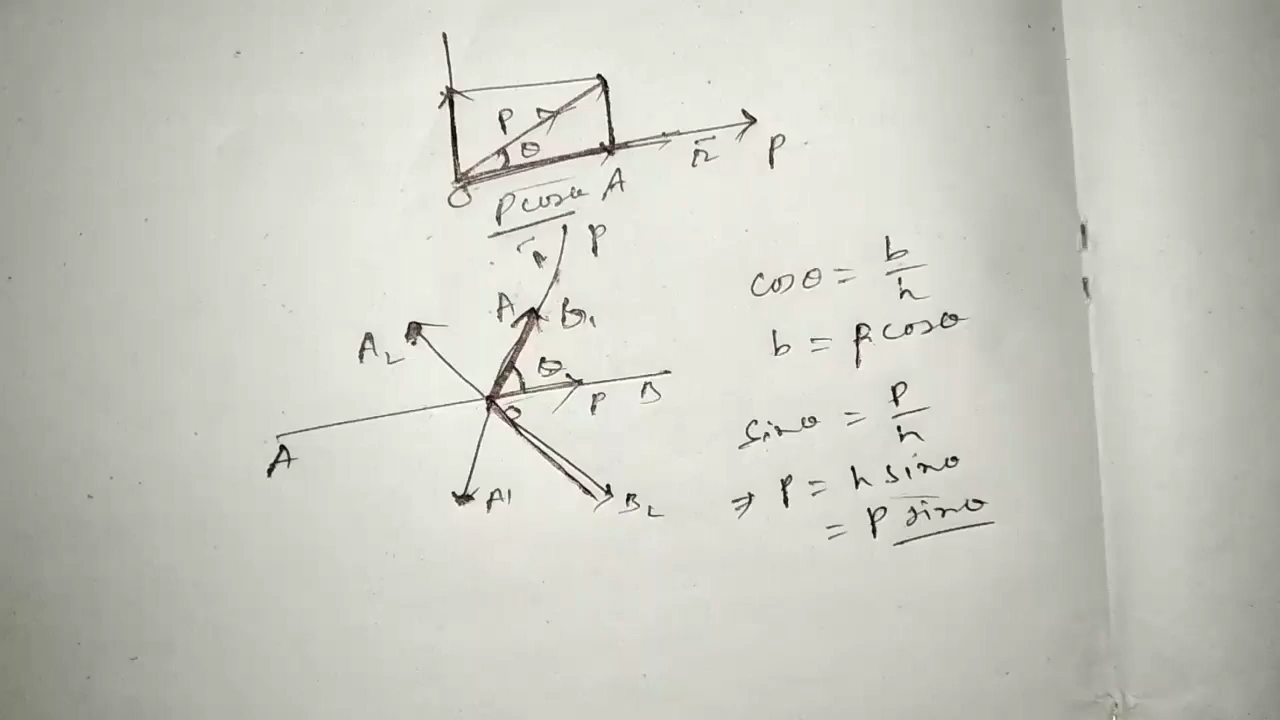 P
θ
r̄
P
O
P cosθ
A
r̄
P
A
B₁
A₂
θ
P
B
O
A
A1
B₂
cosθ = b/h
b = P cosθ
sinθ = P/h
⇒ P = h sinθ
= P sinθ